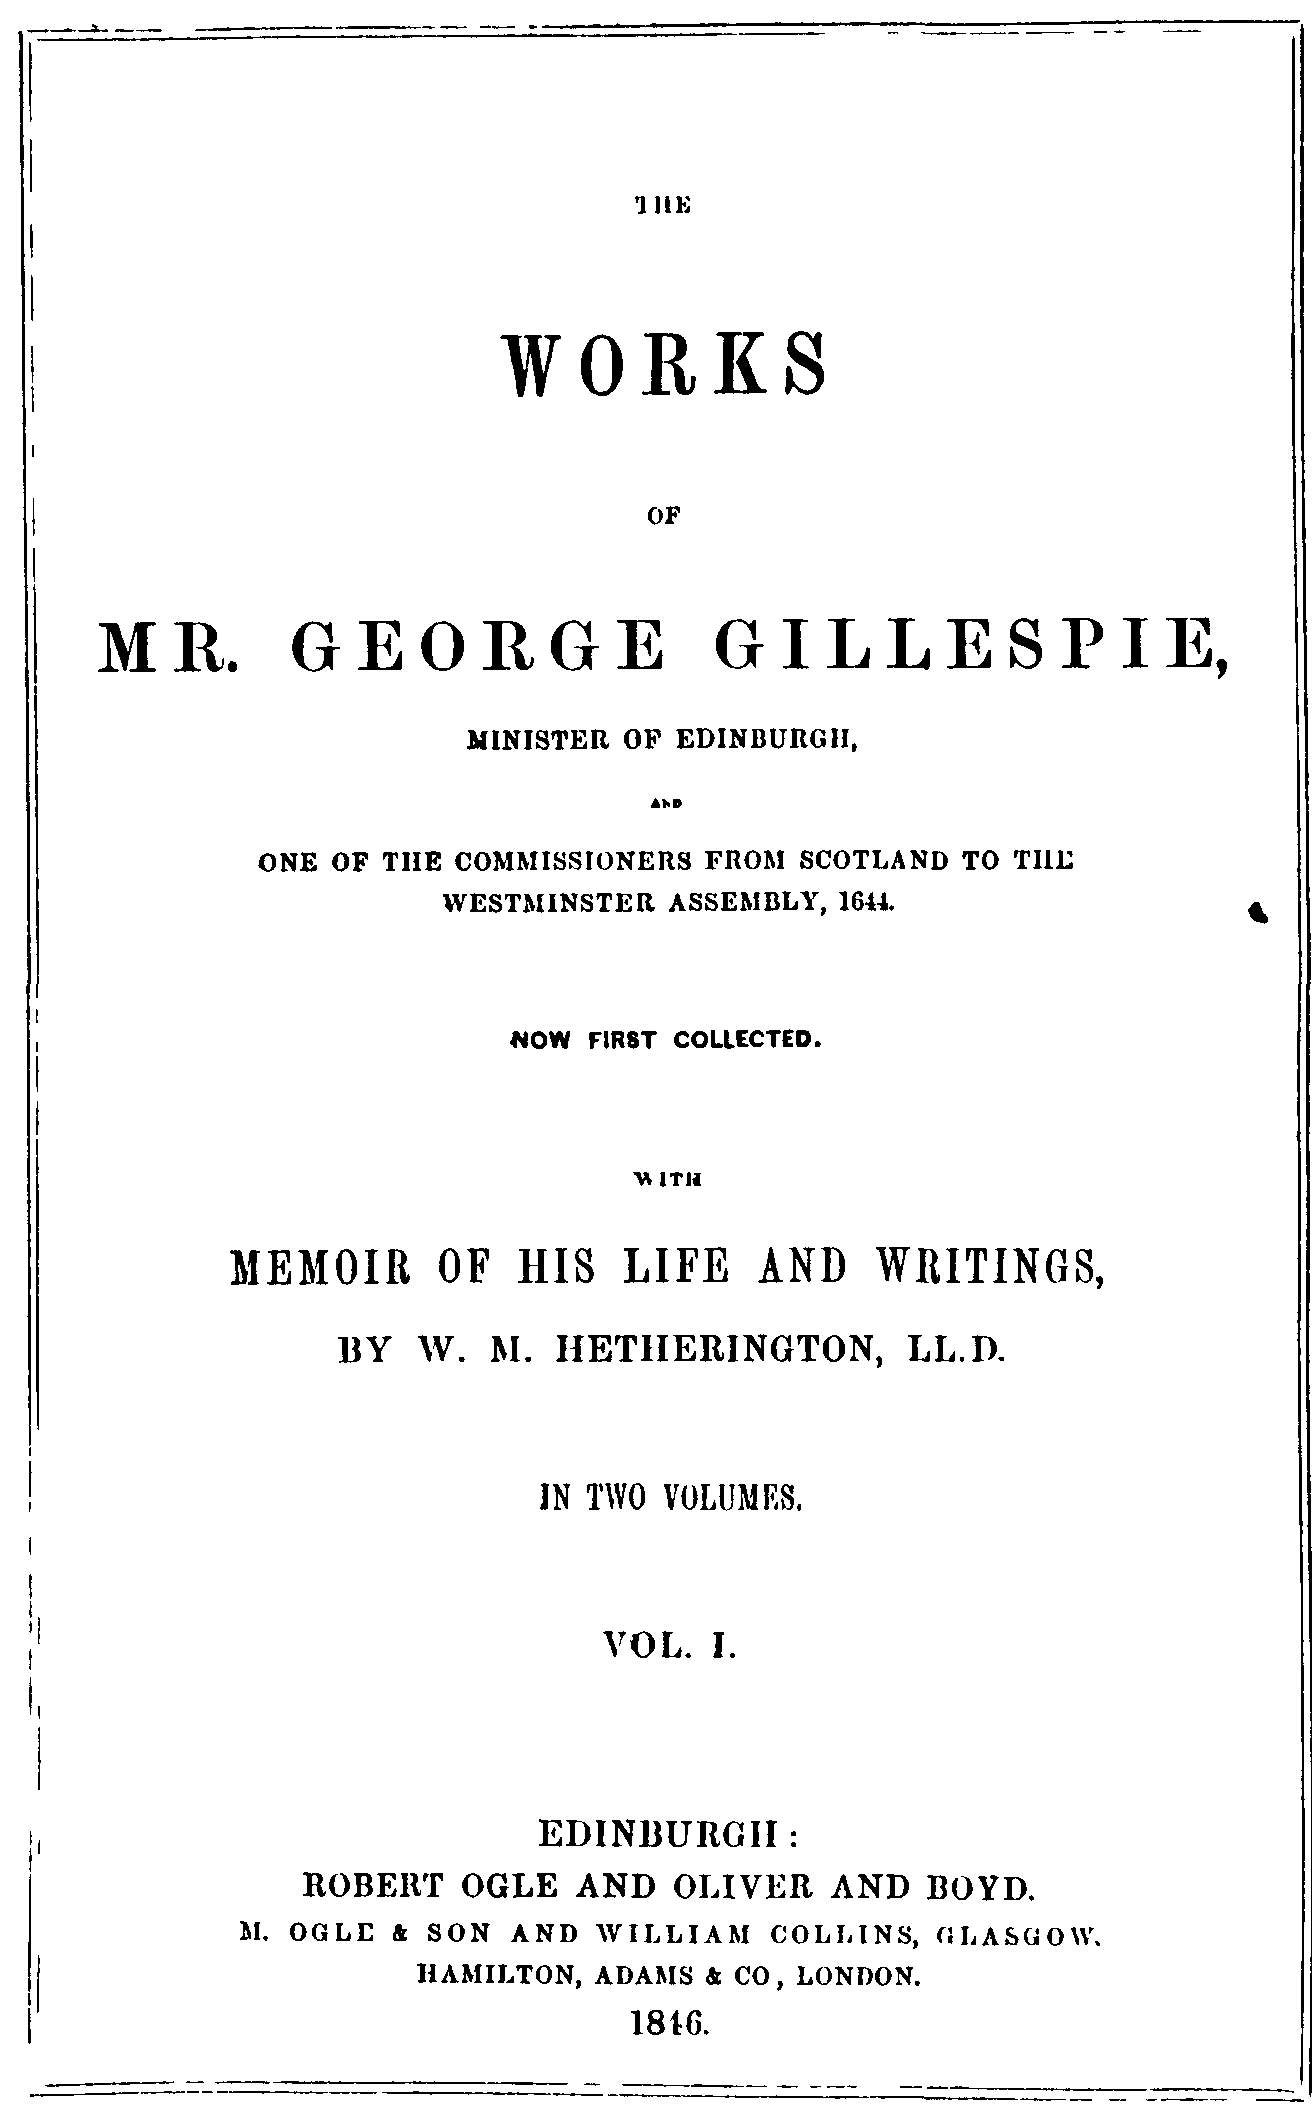 THE
WORKS
OF
MR. GEORGE GILLESPIE,
MINISTER OF EDINBURGH,
AND
ONE OF THE COMMISSIONERS FROM SCOTLAND TO THE
WESTMINSTER ASSEMBLY, 1644.
NOW FIRST COLLECTED.
WITH
MEMOIR OF HIS LIFE AND WRITINGS,
BY W. M. HETHERINGTON, LL.D.
IN TWO VOLUMES.
VOL. I.
EDINBURGH:
ROBERT OGLE AND OLIVER AND BOYD.
M. OGLE & SON AND WILLIAM COLLINS, GLASGOW.
HAMILTON, ADAMS & CO, LONDON.
1846.